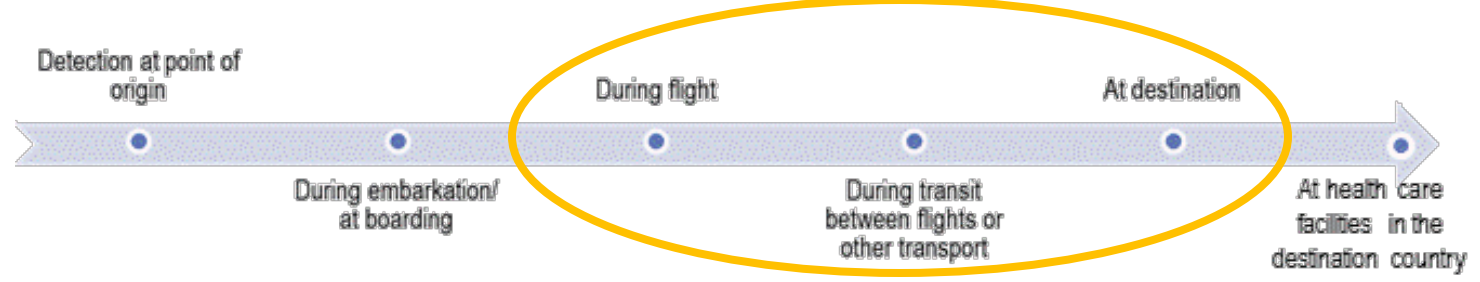 Detection at point of
origin
During embarkation/
at boarding
During flight
During transit
between flights or
other transport
At destination
At health care
facilities in the
destination country